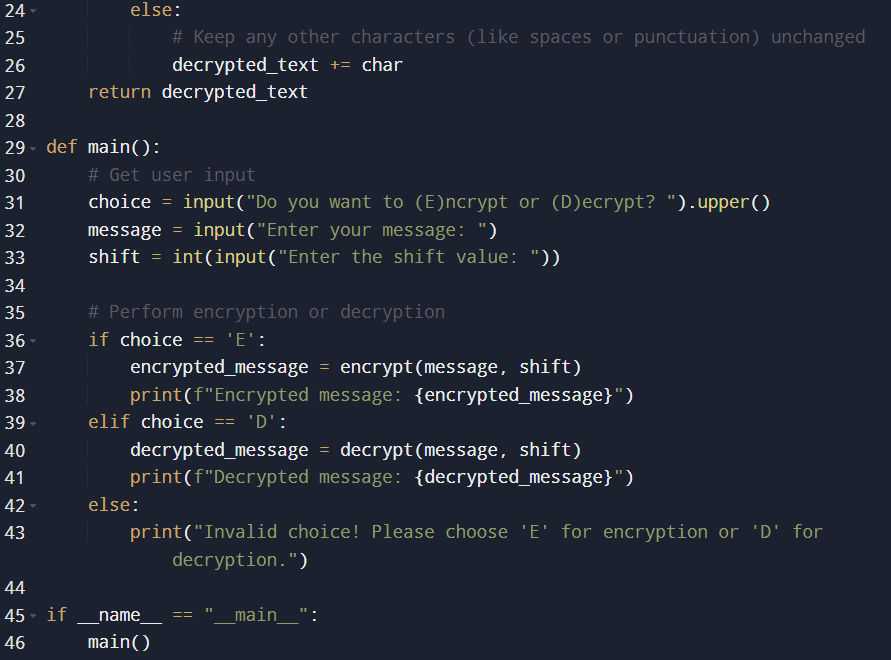 24        else:
25            # Keep any other characters (like spaces or punctuation) unchanged
26            decrypted_text += char
27    return decrypted_text
28
29 def main():
30    # Get user input
31    choice = input("Do you want to (E)ncrypt or (D)ecrypt? ").upper()
32    message = input("Enter your message: ")
33    shift = int(input("Enter the shift value: "))
34
35    # Perform encryption or decryption
36    if choice == 'E':
37        encrypted_message = encrypt(message, shift)
38        print(f"Encrypted message: {encrypted_message}")
39    elif choice == 'D':
40        decrypted_message = decrypt(message, shift)
41        print(f"Decrypted message: {decrypted_message}")
42    else:
43        print("Invalid choice! Please choose 'E' for encryption or 'D' for
            decryption.")
44
45 if __name__ == "__main__":
46    main()